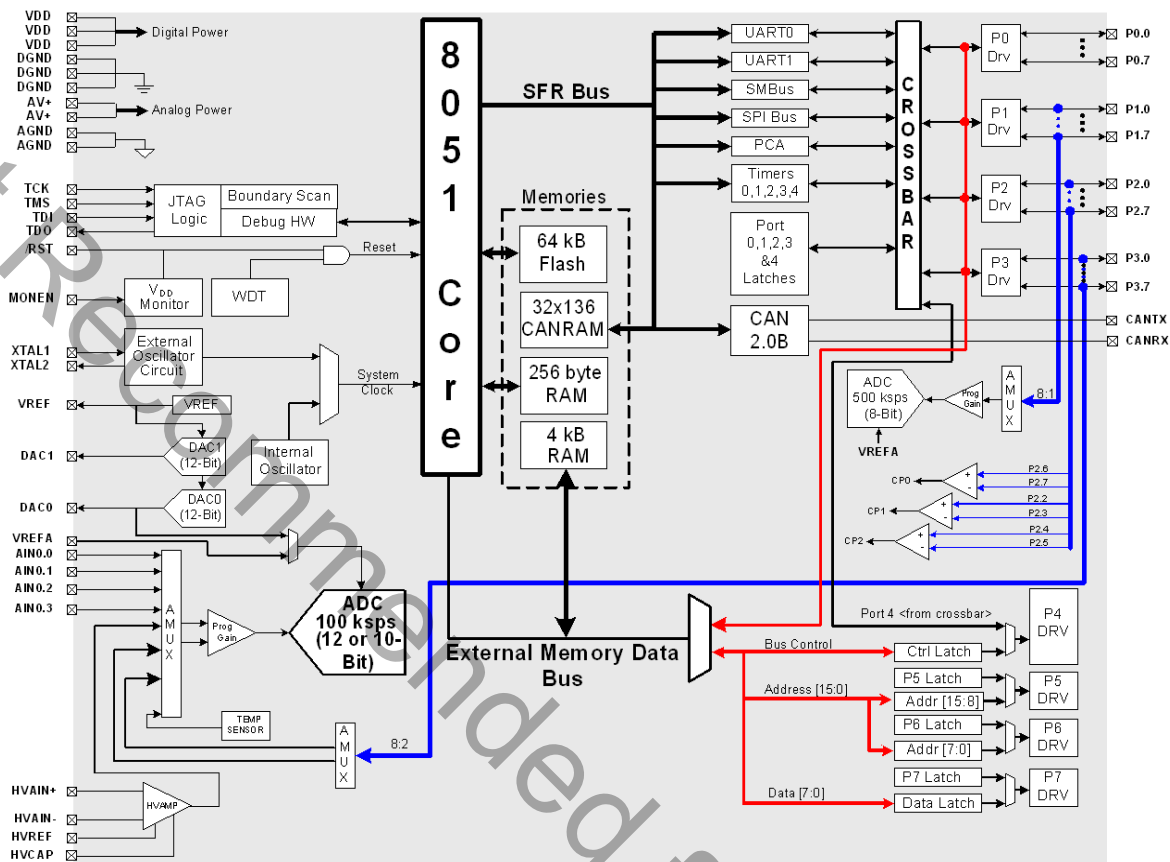 VDD
VDD
VDD
DGND
DGND
DGND
AV+
AV+
AGND
AGND
Digital Power
Analog Power
TCK
TMS
TDI
TDO
/RST
MONEN
XTAL1
XTAL2
VREF
DAC1
DAC0
VREFA
AIN0.0
AIN0.1
AIN0.2
AIN0.3
HVAIN+
HVAIN-
HVREF
HVCAP
JTAG
Logic
Boundary Scan
Debug HW
Reset
VDD
Monitor
WDT
External
Oscillator
Circuit
System
Clock
VREF
DAC1
(12-Bit)
Internal
Oscillator
DAC0
(12-Bit)
A
M
U
X
Prog
Gain
ADC
100 ksps
(12 or 10-
Bit)
TEMP
SENSOR
A
M
U
X
8:2
HVAMP
8
0
5
1
C
o
r
e
SFR Bus
Memories
64 kB
Flash
32x136
CANRAM
256 byte
RAM
4 kB
RAM
External Memory Data
Bus
UART0
UART1
SMBus
SPI Bus
PCA
Timers
0,1,2,3,4
Port
0,1,2,3
&4
Latches
CAN
2.0B
C
R
O
S
S
B
A
R
P0
Drv
P1
Drv
P2
Drv
P3
Drv
P0.0
P0.7
P1.0
P1.7
P2.0
P2.7
P3.0
P3.7
CANTX
CANRX
ADC
500 ksps
(8-Bit)
VREFA
Prog
Gain
A
M
U
X
8:1
CP0
+
-
P2.6
P2.7
CP1
+
-
P2.2
P2.3
CP2
+
-
P2.4
P2.5
Port 4 <from crossbar>
Bus Control
Ctrl Latch
P4
DRV
Address [15:0]
P5 Latch
Addr [15:8]
P5
DRV
P6 Latch
Addr [7:0]
P6
DRV
Data [7:0]
P7 Latch
Data Latch
P7
DRV
Recommended